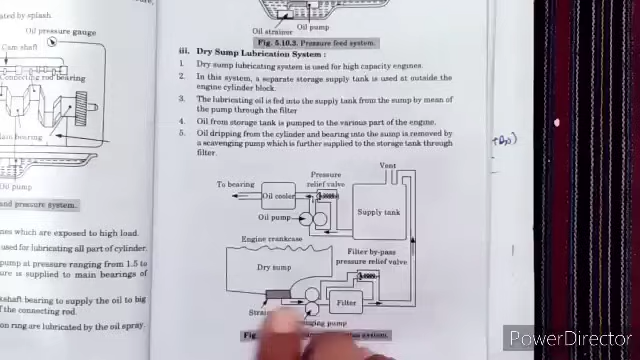 ated by splash.
Oil pressure gauge
Cam shaft
Connecting rod bearing
ain bearing
Oil pump
and pressure system.
nes which are exposed to high load.
used for lubricating all part of cylinder.
pump at pressure ranging from 1.5 to
ure is supplied to main bearings of
kshaft bearing to supply the oil to big
f the connecting rod.
on ring are lubricated by the oil spray.
Oil strainer
Oil pump
Fig. 5.10.3. Pressure feed system.
iii. Dry Sump Lubrication System :
1. Dry sump lubricating system is used for high capacity engines.
2. In this system, a separate storage supply tank is used at outside the
engine cylinder block.
3. The lubricating oil is fed into the supply tank from the sump by mean of
the pump through the filter
4. Oil from storage tank is pumped to the various part of the engine.
5. Oil dripping from the cylinder and bearing into the sump is removed by
a scavenging pump which is further supplied to the storage tank through
filter.
Vent
To bearing
Oil cooler
Pressure
relief valve
Oil pump
Supply tank
Engine crankcase
Dry sump
Filter by-pass
pressure relief valve
Filter
Strai
nging pump
Fig.
system.
PowerDirector